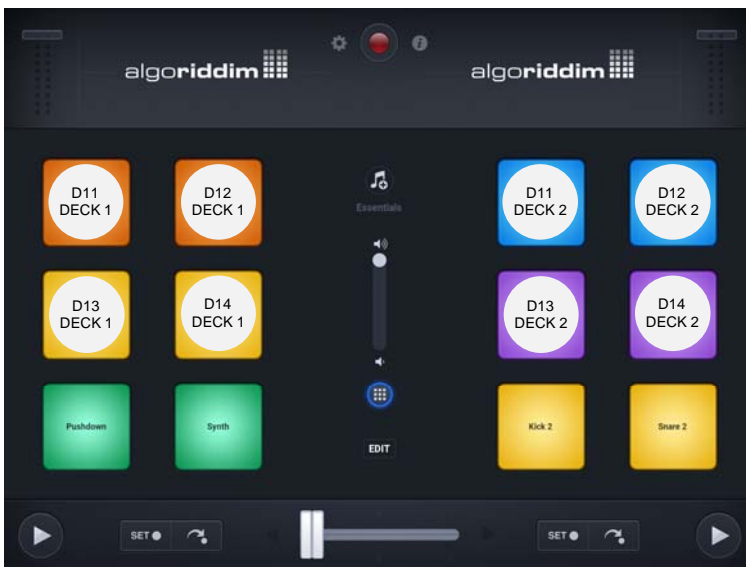 algoriddim
algoriddim
D11
DECK 1
D12
DECK 1
Essentials
D11
DECK 2
D12
DECK 2
D13
DECK 1
D14
DECK 1
D13
DECK 2
D14
DECK 2
Pushdown
Synth
EDIT
Kick 2
Snare 2
SET
SET